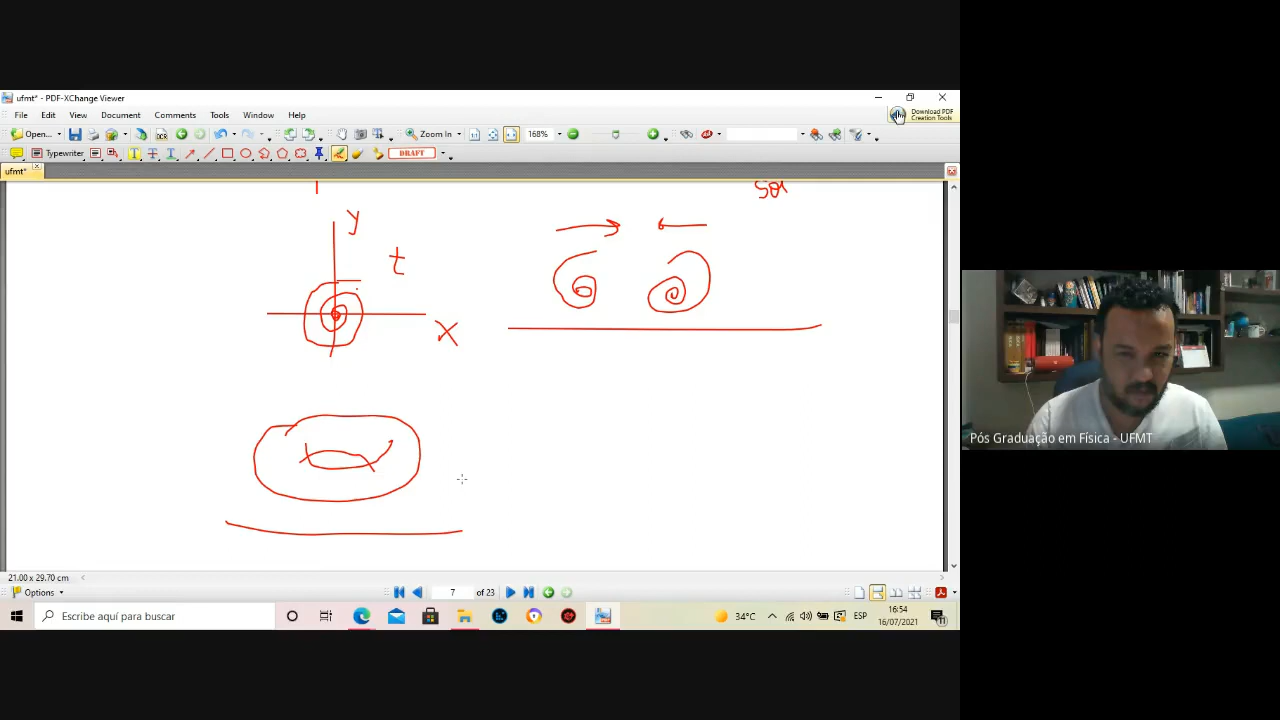 ufmt* - PDF-XChange Viewer
File Edit View Document Comments Tools Window Help
Download PDF
Creation Tools
Open... OCR Zoom In 168%
Typewriter DRAFT
ufmt*
y
t
x
Pós Graduação em Física - UFMT
21.00 x 29.70 cm
Options 7 of 23
Escribe aquí para buscar 34°C ESP 16:54
16/07/2021